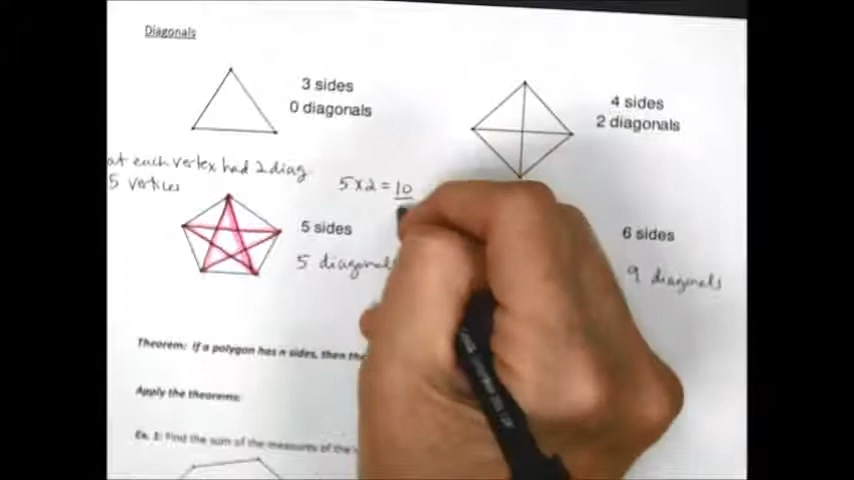 Diagonals
3 sides
0 diagonals
4 sides
2 diagonals
at each vertex had 2 diag
5 vertices
5 x 2 = 10
5 sides
5 diagonals
6 sides
9 diagonals
Theorem: If a polygon has n sides, then the
Apply the theorems:
Ex. 1: Find the sum of the measures of the